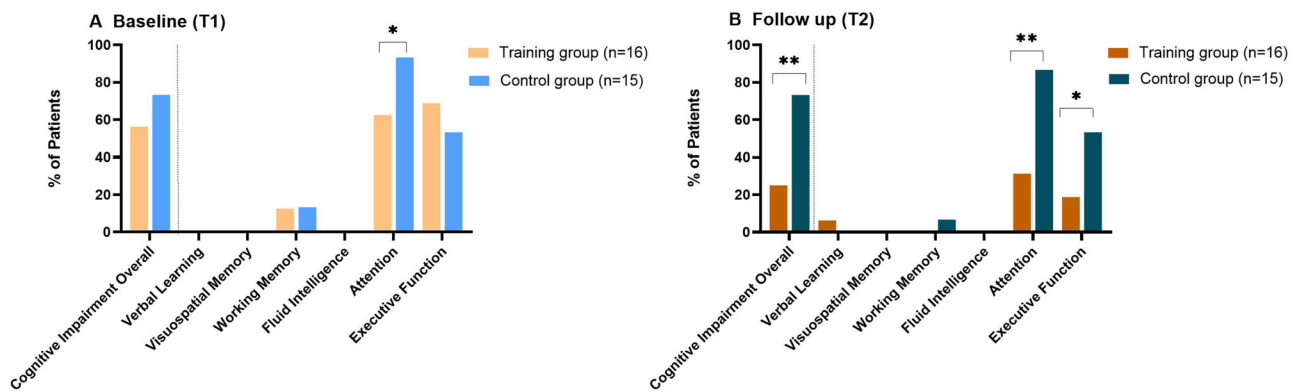 A Baseline (T1)
% of Patients
100
80
60
40
20
0
*
Training group (n=16)
Control group (n=15)
Cognitive Impairment Overall
Verbal Learning
Visuospatial Memory
Working Memory
Fluid Intelligence
Attention
Executive Function
B Follow up (T2)
% of Patients
100
80
60
40
20
0
**
**
*
Training group (n=16)
Control group (n=15)
Cognitive Impairment Overall
Verbal Learning
Visuospatial Memory
Working Memory
Fluid Intelligence
Attention
Executive Function